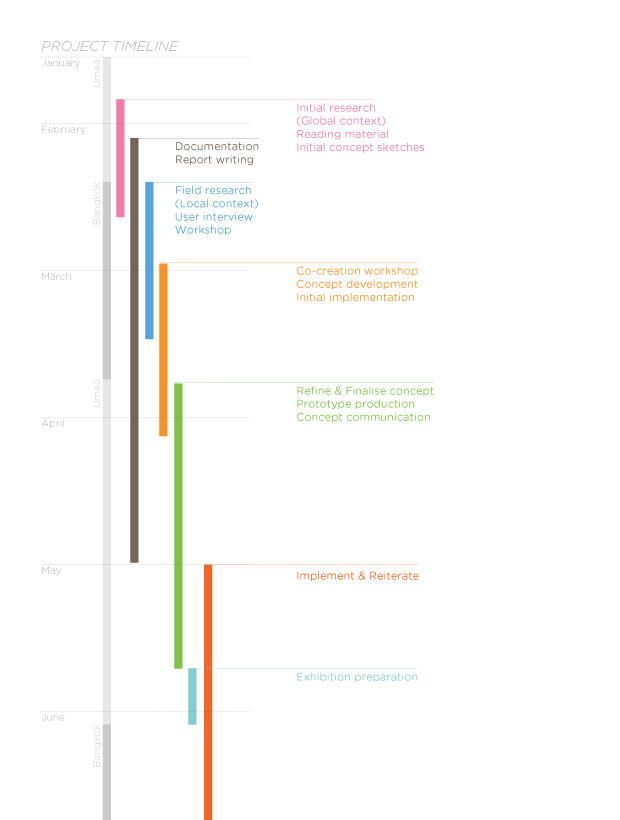 PROJECT TIMELINE
January
Umeå
Initial research
(Global context)
Reading material
Initial concept sketches
February
Documentation
Report writing
Bangkok
Field research
(Local context)
User interview
Workshop
March
Co-creation workshop
Concept development
Initial implementation
Umeå
Refine & Finalise concept
Prototype production
Concept communication
April
May
Implement & Reiterate
Exhibition preparation
June
Bangkok